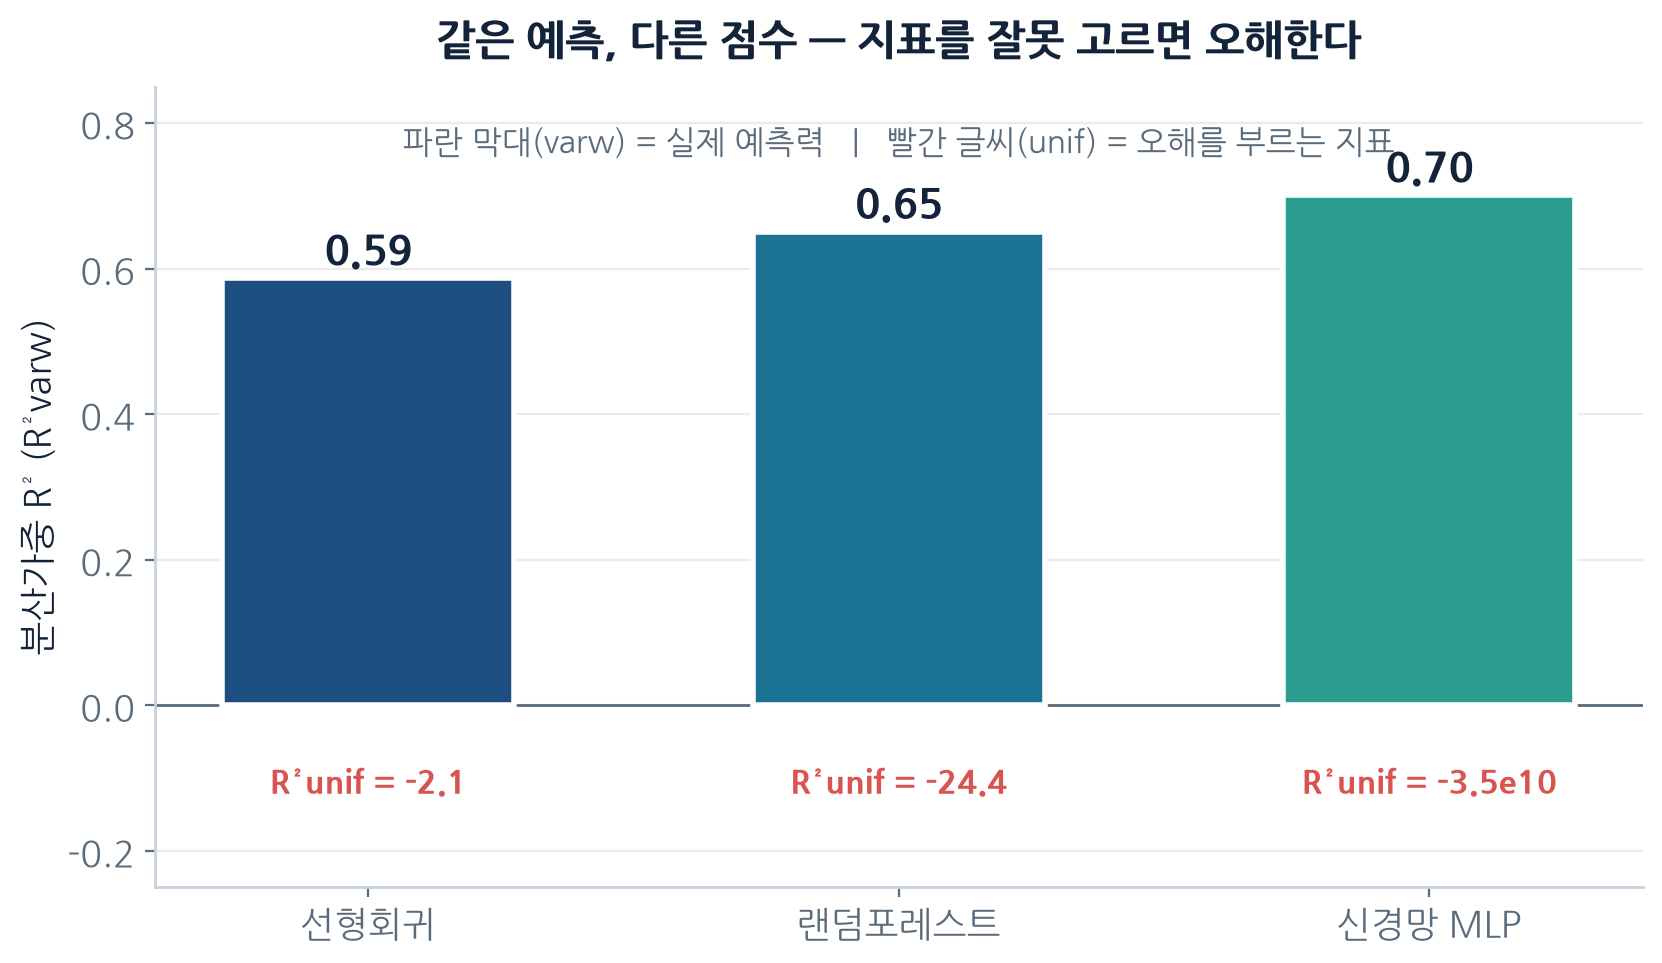 같은 예측, 다른 점수 — 지표를 잘못 고르면 오해한다
파란 막대(varw) = 실제 예측력 | 빨간 글씨(unif) = 오해를 부르는 지표
분산가중 R² (R²varw)
0.8
0.6
0.4
0.2
0.0
-0.2
0.59
0.65
0.70
R²unif = -2.1
R²unif = -24.4
R²unif = -3.5e10
선형회귀
랜덤포레스트
신경망 MLP